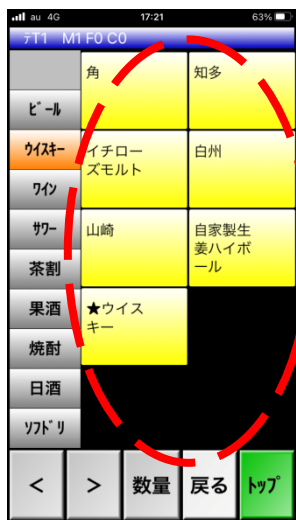 au 4G 17:21 63%
テT1 M1 F0 C0
角
知多
ビール
ウイスキー
イチロー
ズモルト
白州
ワイン
サワー
山崎
自家製生
姜ハイボ
ール
茶割
果酒
★ウイス
キー
焼酎
日酒
ソフドリ
< > 数量 戻る トップ